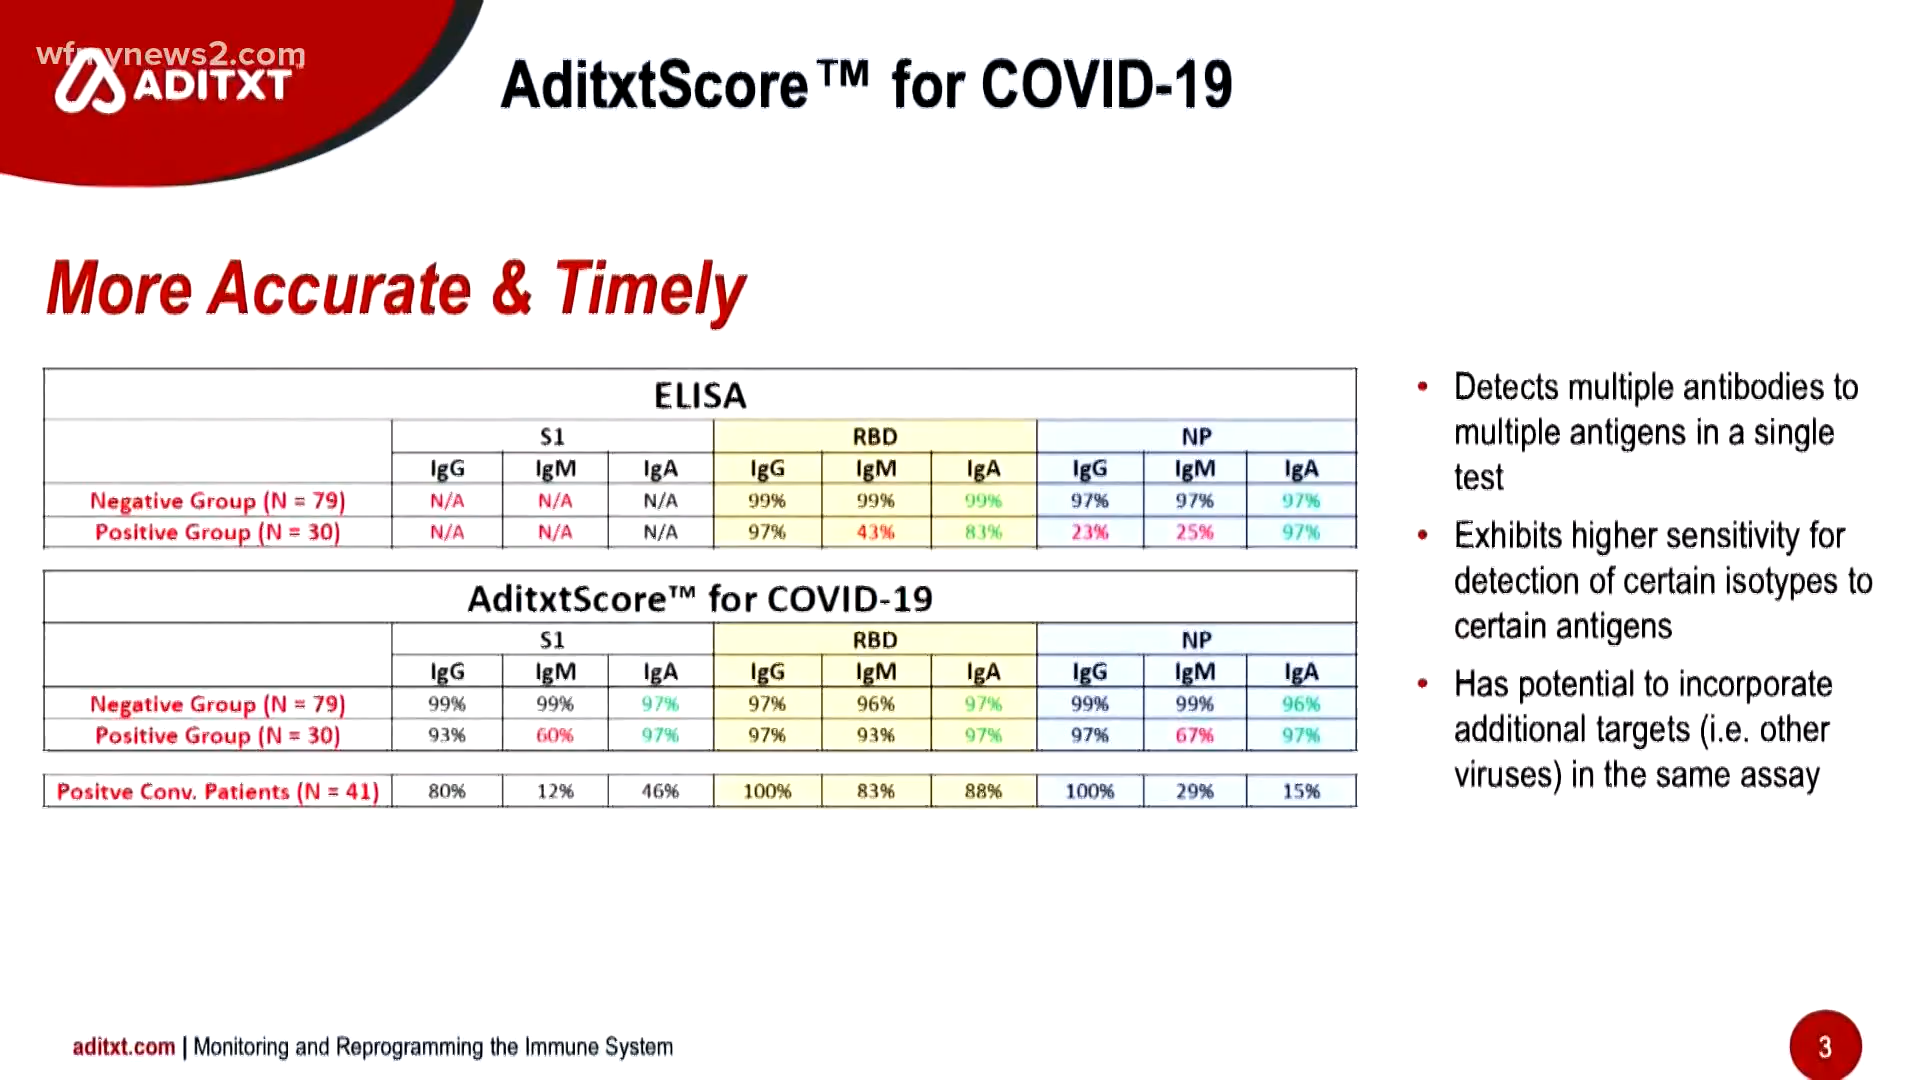 wfmynews2.com
ADITXT
AditxtScore™ for COVID-19
More Accurate & Timely
ELISA
S1 RBD NP
IgG IgM IgA IgG IgM IgA IgG IgM IgA
Negative Group (N = 79) N/A N/A N/A 99% 99% 99% 97% 97% 97%
Positive Group (N = 30) N/A N/A N/A 97% 43% 83% 23% 25% 97%
AditxtScore™ for COVID-19
S1 RBD NP
IgG IgM IgA IgG IgM IgA IgG IgM IgA
Negative Group (N = 79) 99% 99% 97% 97% 96% 97% 99% 99% 96%
Positive Group (N = 30) 93% 60% 97% 97% 93% 97% 97% 67% 97%
Positve Conv. Patients (N = 41) 80% 12% 46% 100% 83% 88% 100% 29% 15%
• Detects multiple antibodies to
multiple antigens in a single
test
• Exhibits higher sensitivity for
detection of certain isotypes to
certain antigens
• Has potential to incorporate
additional targets (i.e. other
viruses) in the same assay
aditxt.com | Monitoring and Reprogramming the Immune System
3